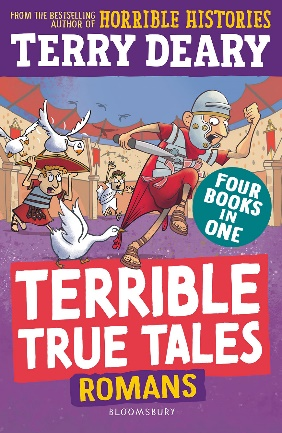 FROM THE BESTSELLING
AUTHOR OF
HORRIBLE HISTORIES
TERRY DEARY
FOUR
BOOKS IN
ONE
TERRIBLE
TRUE TALES
ROMANS
BLOOMSBURY